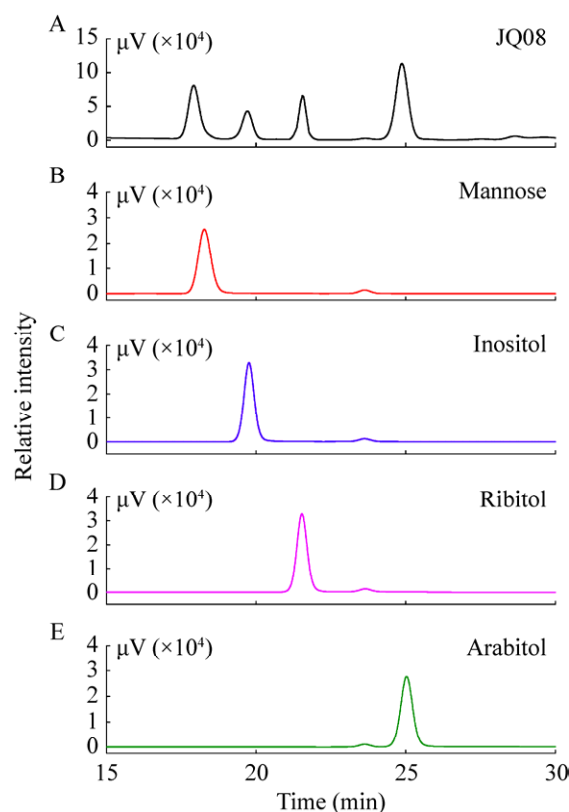 A
μV (×10⁴)
JQ08
15
10
5
0
B
μV (×10⁴)
Mannose
4
3
2
1
0
C
μV (×10⁴)
Inositol
4
3
2
1
0
D
μV (×10⁴)
Ribitol
4
3
2
1
0
E
μV (×10⁴)
Arabitol
4
3
2
1
0
15 20 25 30
Time (min)
Relative intensity